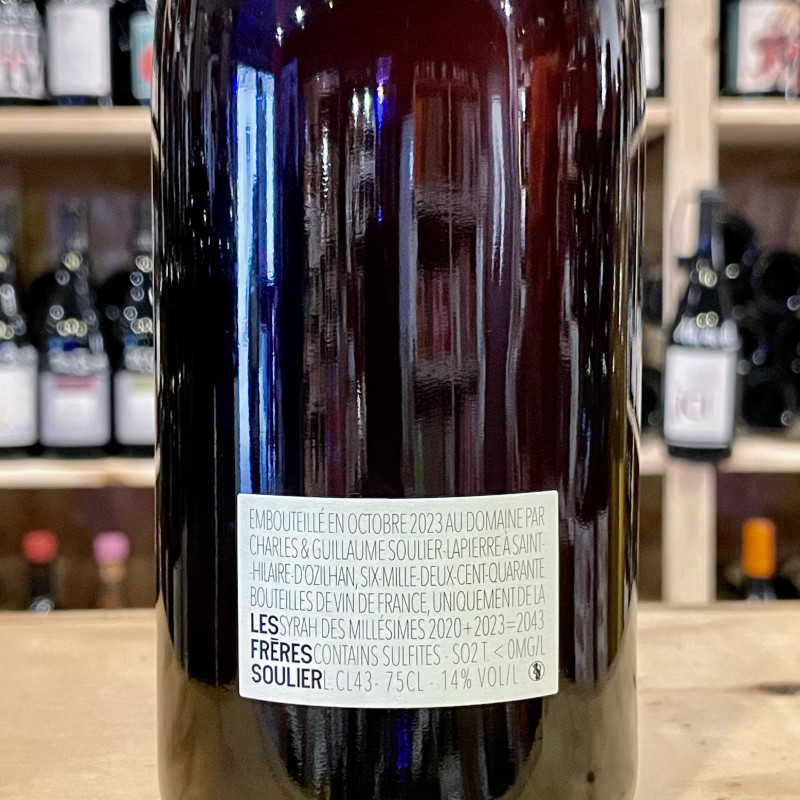 EMBOUTEILLÉ EN OCTOBRE 2023 AU DOMAINE PAR
CHARLES & GUILLAUME SOULIER-LAPIERRE À SAINT-
-HILAIRE-D'OZILHAN, SIX-MILLE-DEUX-CENT-QUARANTE
BOUTEILLES DE VIN DE FRANCE, UNIQUEMENT DE LA
LES SYRAH DES MILLÉSIMES 2020+2023=2043
FRĒRES CONTAINS SULFITES - SO2 T. < 0MG/L
SOULIER L.CL43 - 75CL - 14% VOL/L